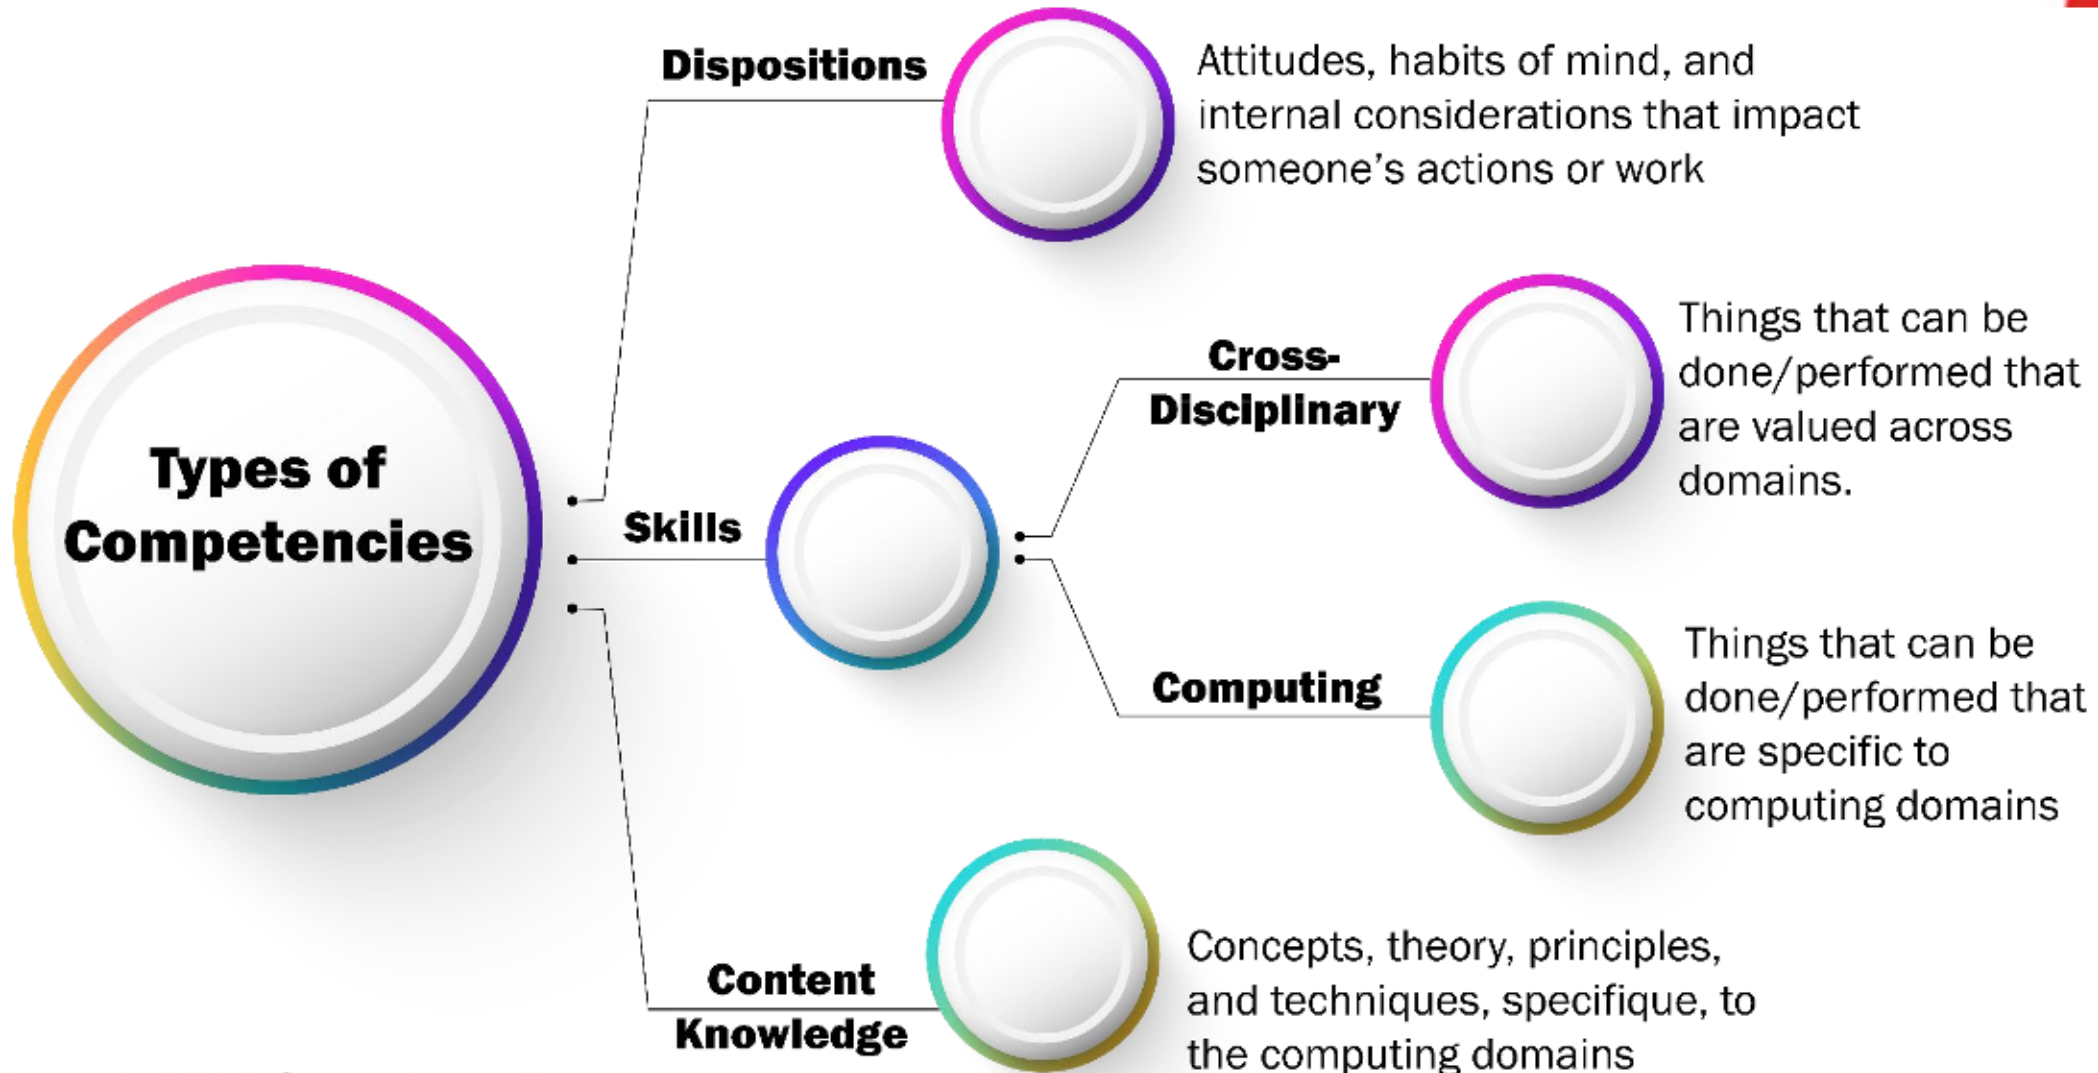 Dispositions
Attitudes, habits of mind, and
internal considerations that impact
someone's actions or work
Types of
Competencies
Skills
Cross-
Disciplinary
Things that can be
done/performed that
are valued across
domains.
Computing
Things that can be
done/performed that
are specific to
computing domains
Content
Knowledge
Concepts, theory, principles,
and techniques, specifique, to
the computing domains